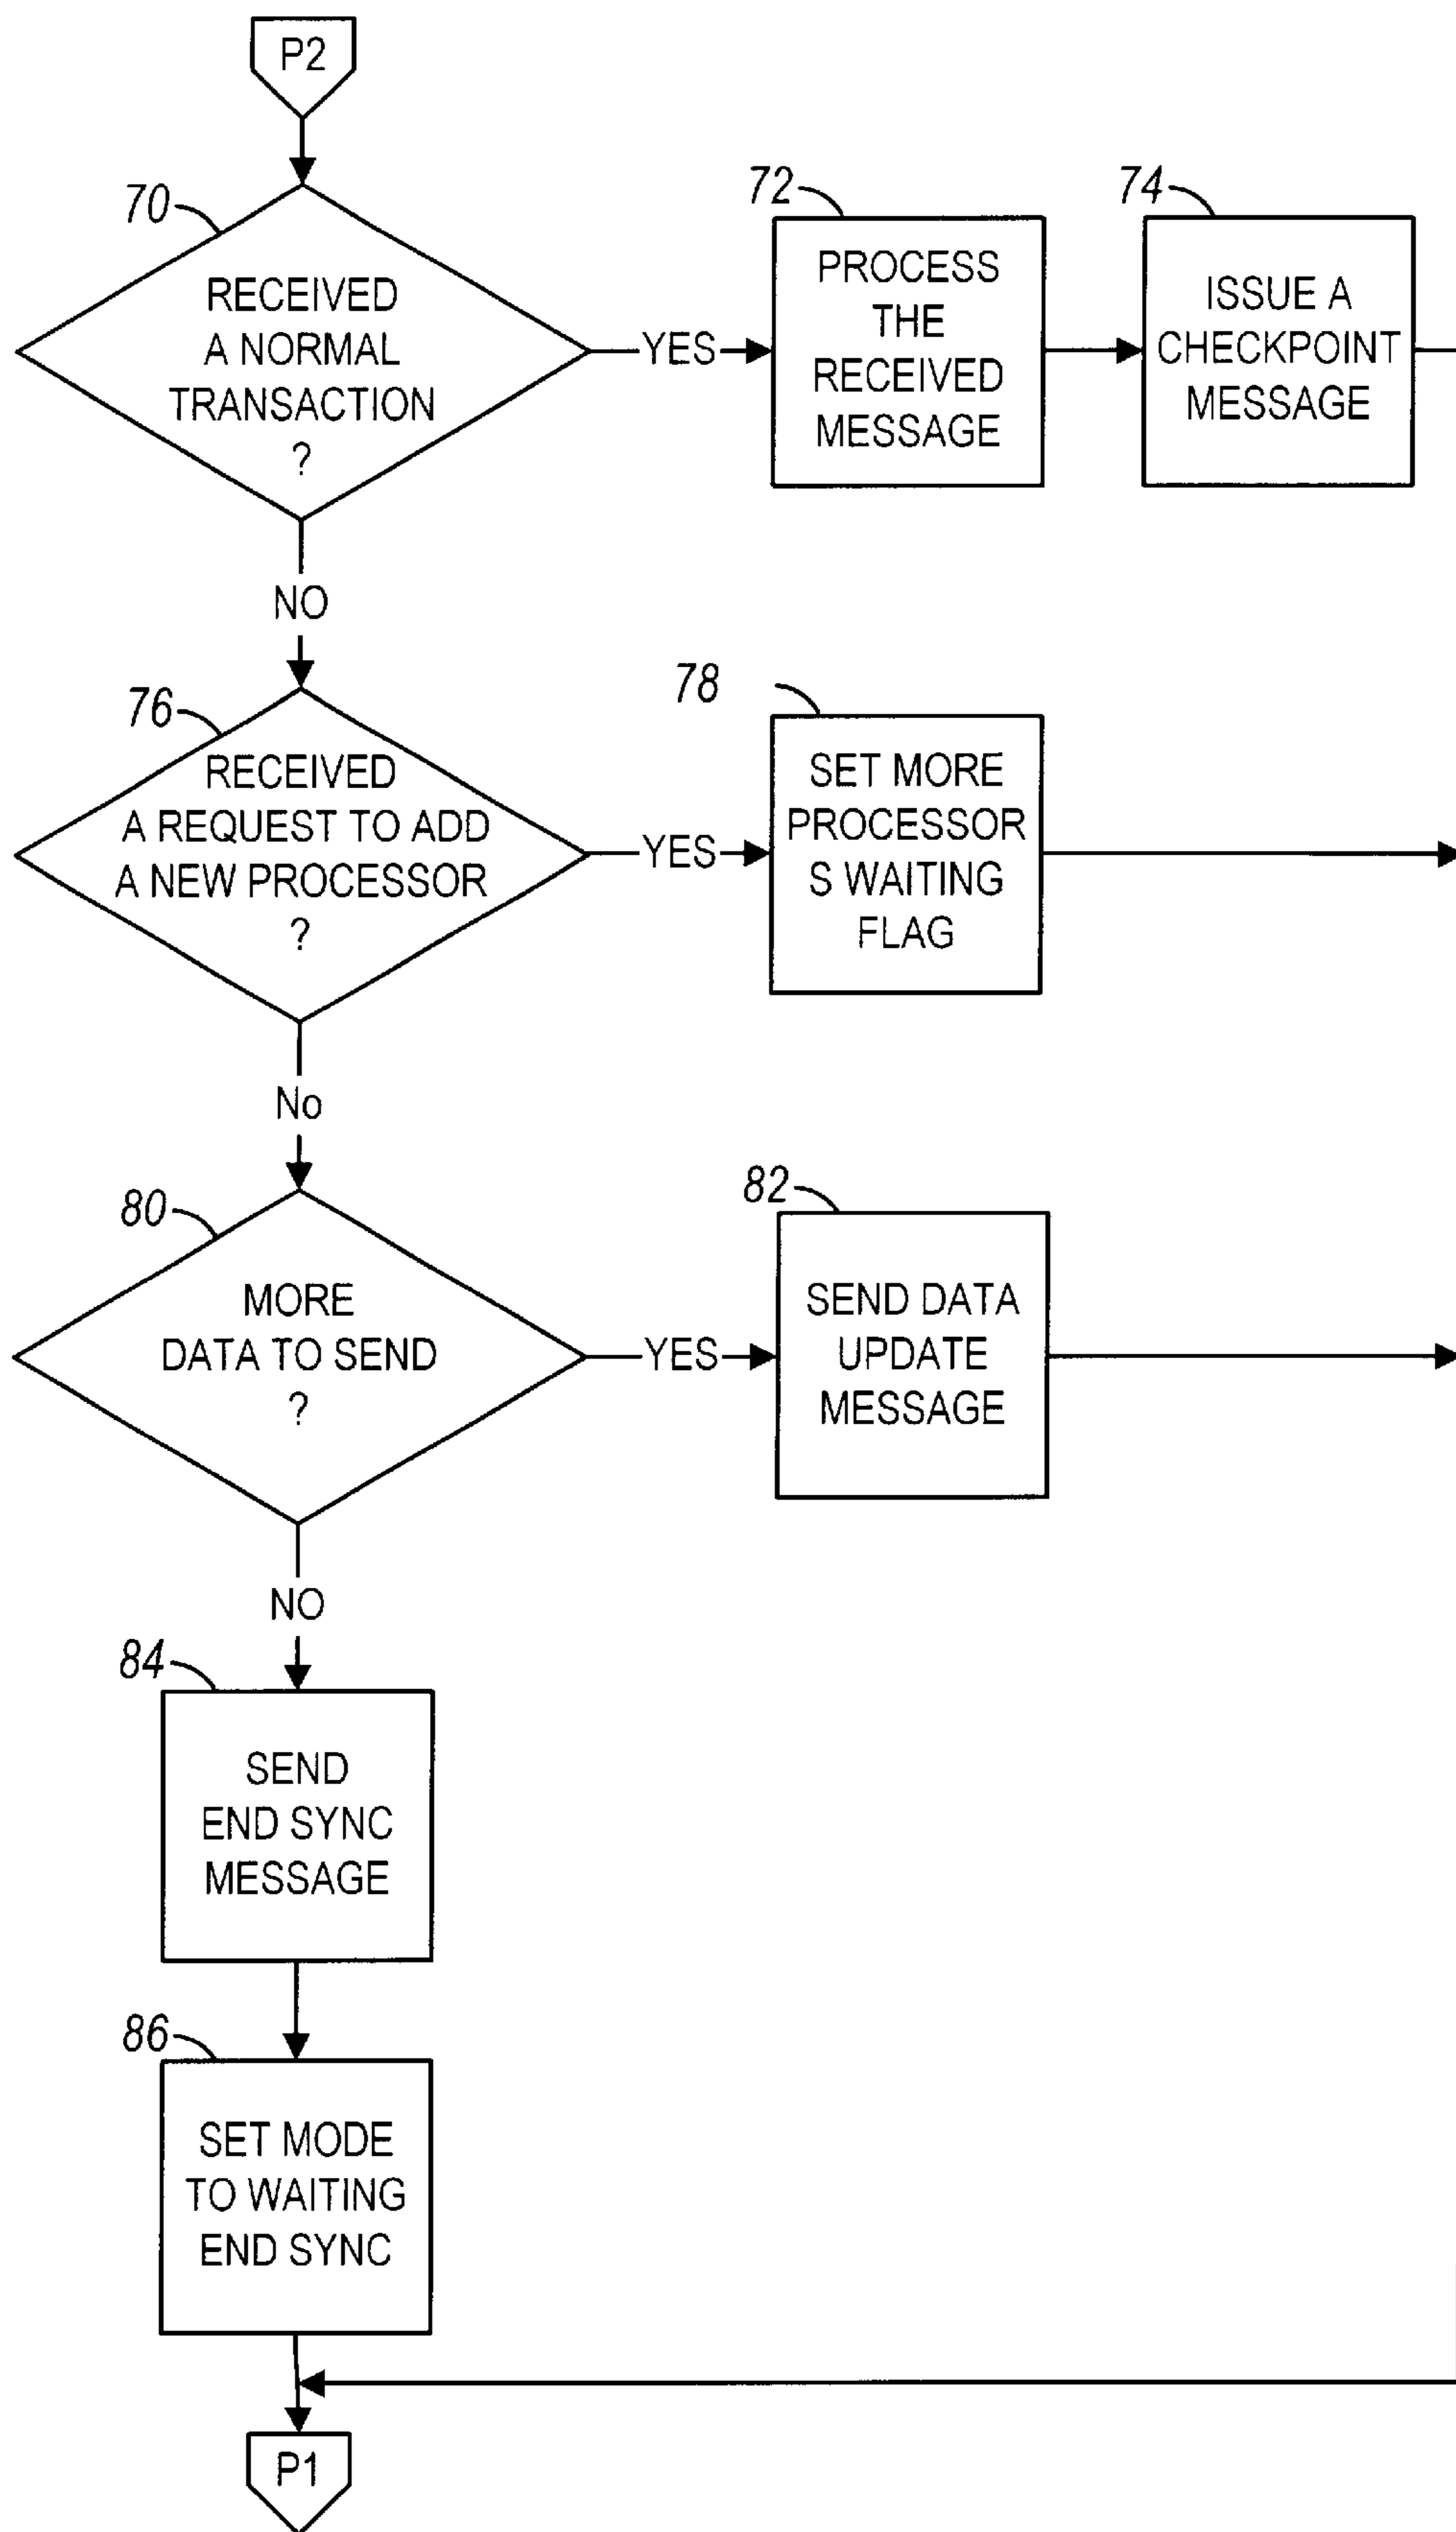 P2
70
RECEIVED
A NORMAL
TRANSACTION
?
YES
72
PROCESS
THE
RECEIVED
MESSAGE
74
ISSUE A
CHECKPOINT
MESSAGE
NO
76
RECEIVED
A REQUEST TO ADD
A NEW PROCESSOR
?
YES
78
SET MORE
PROCESSOR
S WAITING
FLAG
No
80
MORE
DATA TO SEND
?
YES
82
SEND DATA
UPDATE
MESSAGE
NO
84
SEND
END SYNC
MESSAGE
86
SET MODE
TO WAITING
END SYNC
P1